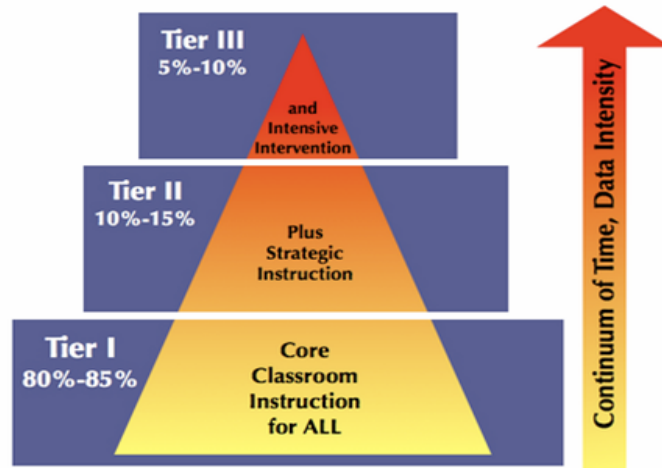 Tier III
5%-10%
and
Intensive
Intervention
Tier II
10%-15%
Plus
Strategic
Instruction
Tier I
80%-85%
Core
Classroom
Instruction
for ALL
Continuum of Time, Data Intensity